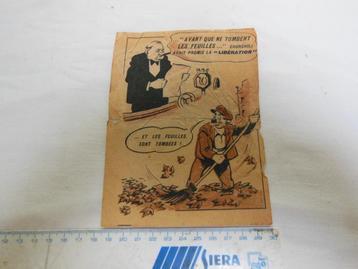 "AVANT QUE NE TOMBENT
LES FEUILLES..." CHURCHILL
AVAIT PROMIS LA "LIBÉRATION"
... ET LES FEUILLES
SONT TOMBÉES !
SIERA